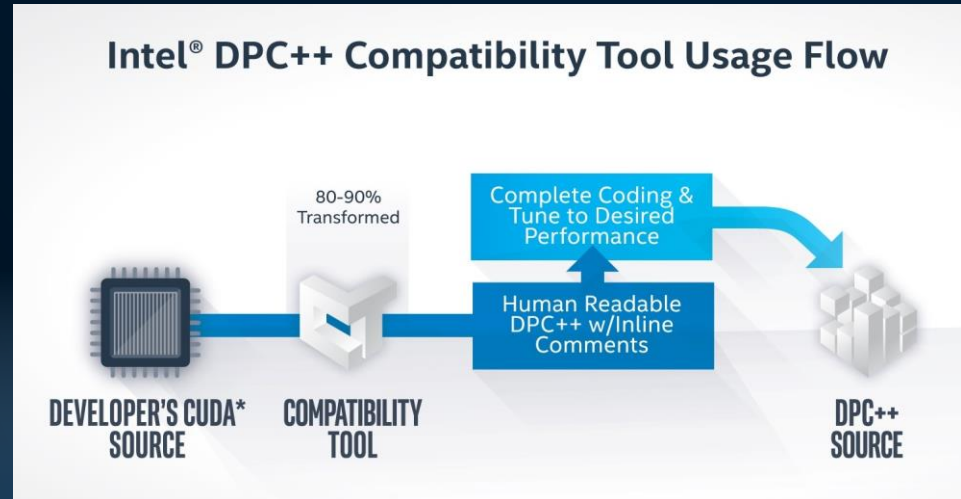 Intel® DPC++ Compatibility Tool Usage Flow
80-90%
Transformed
Complete Coding &
Tune to Desired
Performance
Human Readable
DPC++ w/Inline
Comments
DEVELOPER'S CUDA*
SOURCE
COMPATIBILITY
TOOL
DPC++
SOURCE